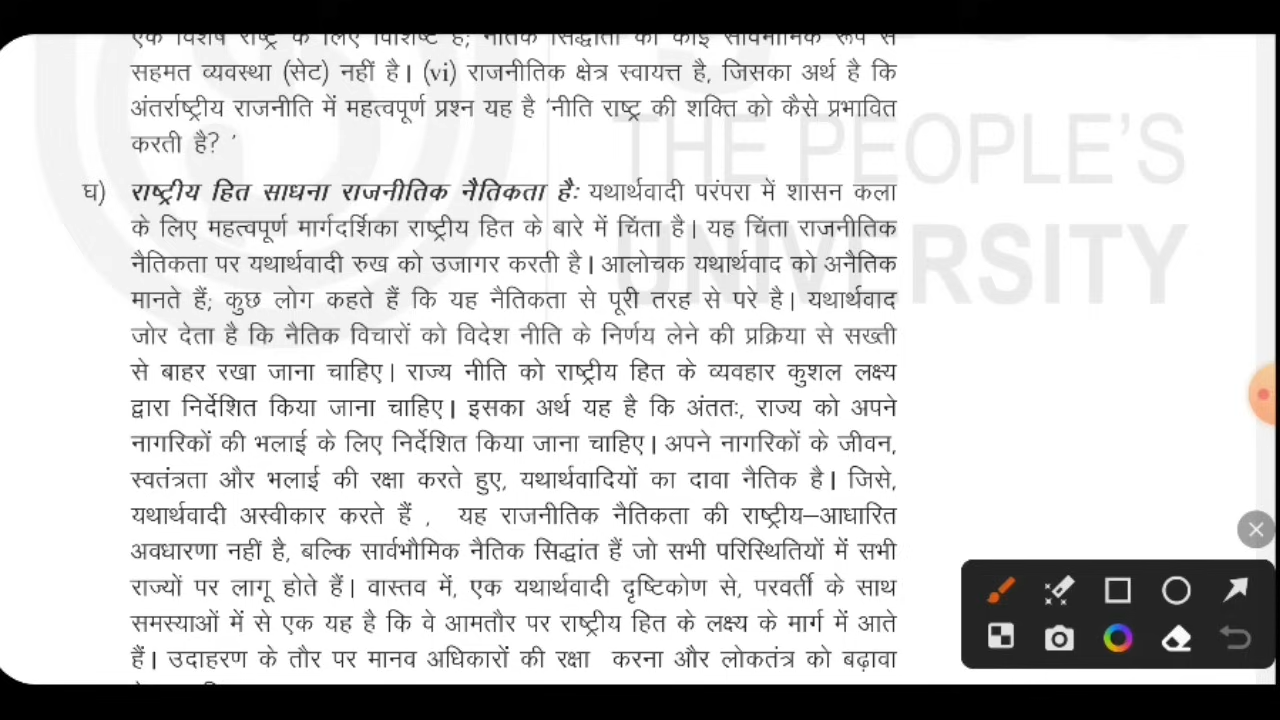 एक विशेष राष्ट्र के लिए विशिष्ट है; नैतिक सिद्धांतों की कोई सार्वभौमिक रूप से
सहमत व्यवस्था (सेट) नहीं है। (vi) राजनीतिक क्षेत्र स्वायत्त है, जिसका अर्थ है कि
अंतर्राष्ट्रीय राजनीति में महत्वपूर्ण प्रश्न यह है 'नीति राष्ट्र की शक्ति को कैसे प्रभावित
करती है? '
घ) राष्ट्रीय हित साधना राजनीतिक नैतिकता है: यथार्थवादी परंपरा में शासन कला
के लिए महत्वपूर्ण मार्गदर्शिका राष्ट्रीय हित के बारे में चिंता है। यह चिंता राजनीतिक
नैतिकता पर यथार्थवादी रुख को उजागर करती है। आलोचक यथार्थवाद को अनैतिक
मानते हैं; कुछ लोग कहते हैं कि यह नैतिकता से पूरी तरह से परे है। यथार्थवाद
जोर देता है कि नैतिक विचारों को विदेश नीति के निर्णय लेने की प्रक्रिया से सख्ती
से बाहर रखा जाना चाहिए। राज्य नीति को राष्ट्रीय हित के व्यवहार कुशल लक्ष्य
द्वारा निर्देशित किया जाना चाहिए। इसका अर्थ यह है कि अंततः, राज्य को अपने
नागरिकों की भलाई के लिए निर्देशित किया जाना चाहिए। अपने नागरिकों के जीवन,
स्वतंत्रता और भलाई की रक्षा करते हुए, यथार्थवादियों का दावा नैतिक है। जिसे,
यथार्थवादी अस्वीकार करते हैं , यह राजनीतिक नैतिकता की राष्ट्रीय–आधारित
अवधारणा नहीं है, बल्कि सार्वभौमिक नैतिक सिद्धांत हैं जो सभी परिस्थितियों में सभी
राज्यों पर लागू होते हैं। वास्तव में, एक यथार्थवादी दृष्टिकोण से, परवर्ती के साथ
समस्याओं में से एक यह है कि वे आमतौर पर राष्ट्रीय हित के लक्ष्य के मार्ग में आते
हैं। उदाहरण के तौर पर मानव अधिकारों की रक्षा करना और लोकतंत्र को बढ़ावा
THE PEOPLE'S
UNIVERSITY